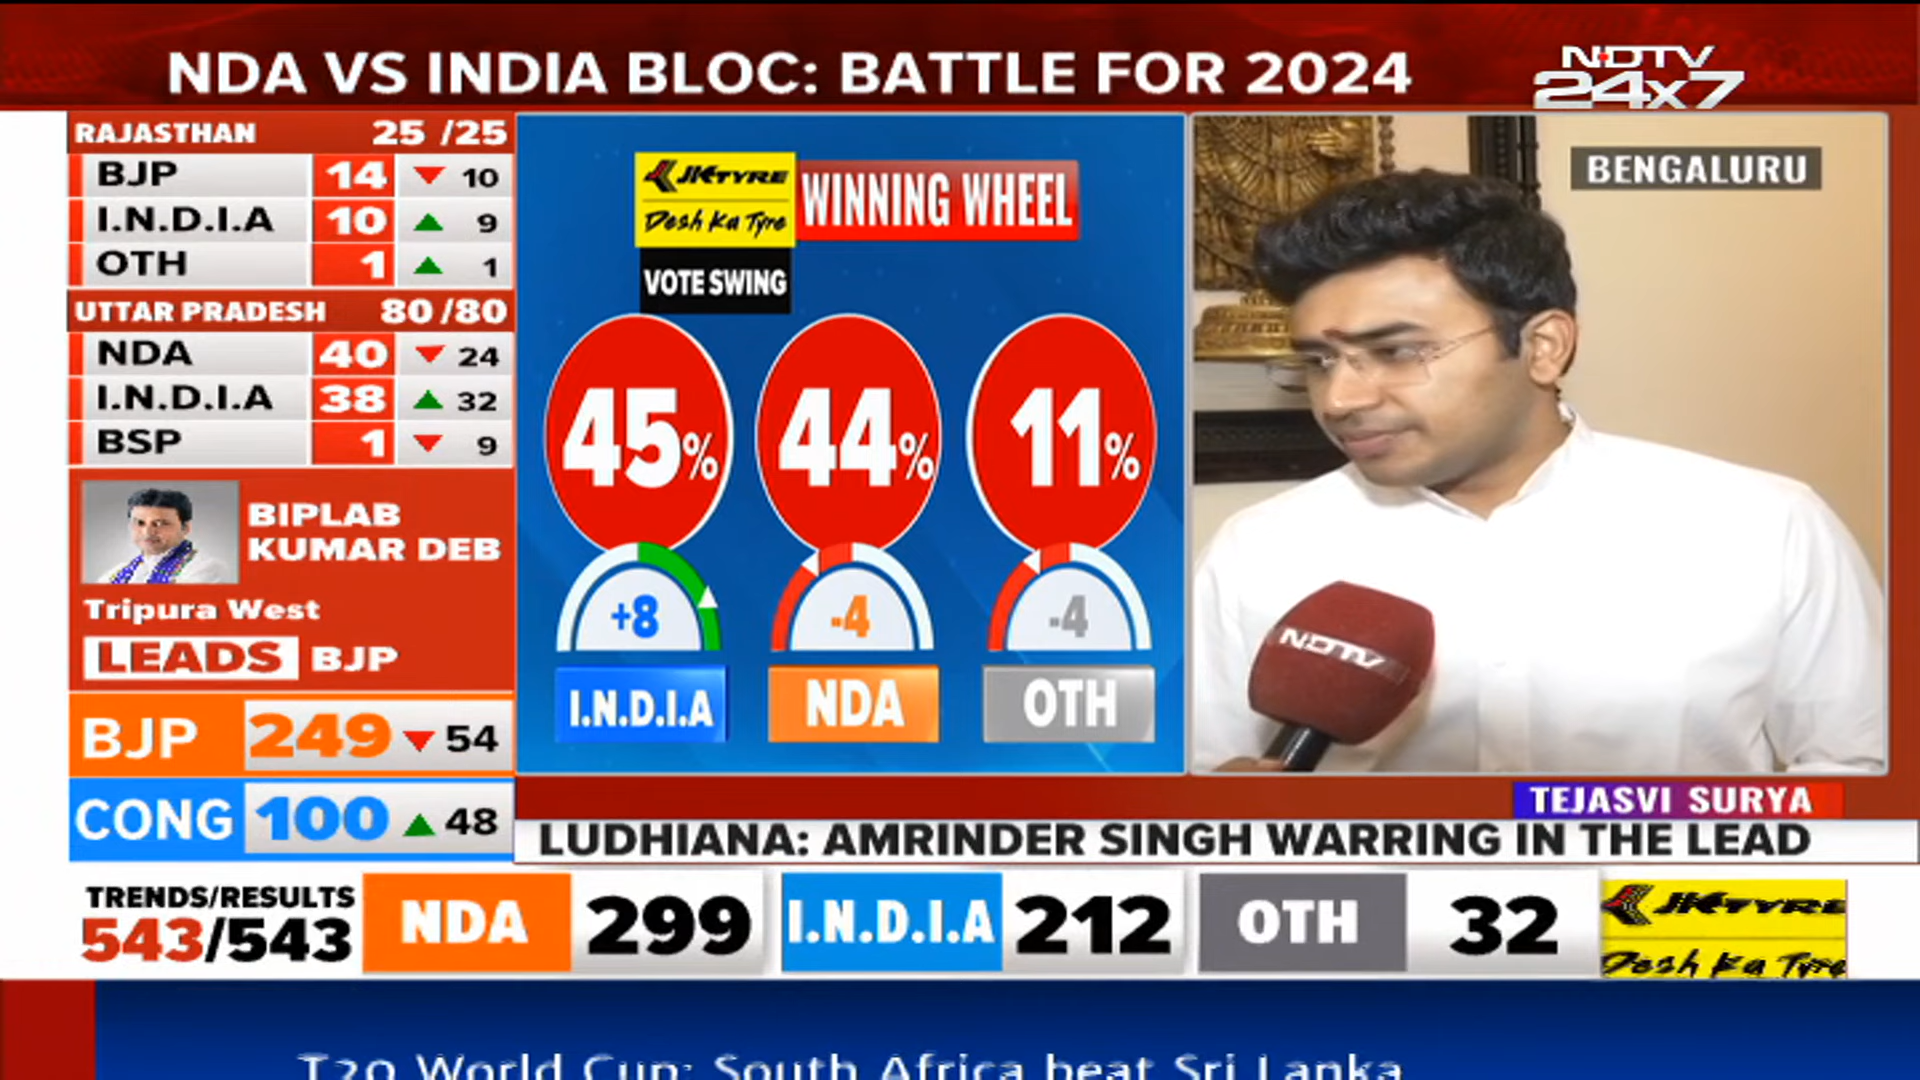 NDA VS INDIA BLOC: BATTLE FOR 2024
NDTV
24x7
RAJASTHAN 25 /25
BJP 14 10
I.N.D.I.A 10 9
OTH 1 1
UTTAR PRADESH 80 /80
NDA 40 24
I.N.D.I.A 38 32
BSP 1 9
BIPLAB
KUMAR DEB
Tripura West
LEADS BJP
BJP 249 54
CONG 100 48
JK TYRE
Desh Ka Tyre
WINNING WHEEL
VOTE SWING
45% 44% 11%
+8 -4 -4
I.N.D.I.A NDA OTH
BENGALURU
NDTV
TEJASVI SURYA
LUDHIANA: AMRINDER SINGH WARRING IN THE LEAD
TRENDS/RESULTS
543/543
NDA 299 I.N.D.I.A 212 OTH 32
JK TYRE
Desh Ka Tyre
T20 World Cup: South Africa beat Sri Lanka